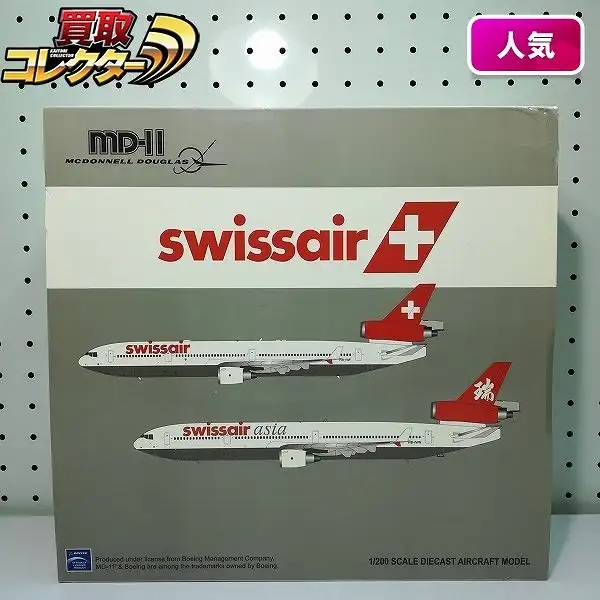 買取
コレクター
KAITORI COLLECTOR
人気
MD-11
MCDONNELL DOUGLAS
swissair
swissair
swissair asia
瑞
Produced under license from Boeing Management Company.
MD-11® & Boeing are among the trademarks owned by Boeing.
1/200 SCALE DIECAST AIRCRAFT MODEL